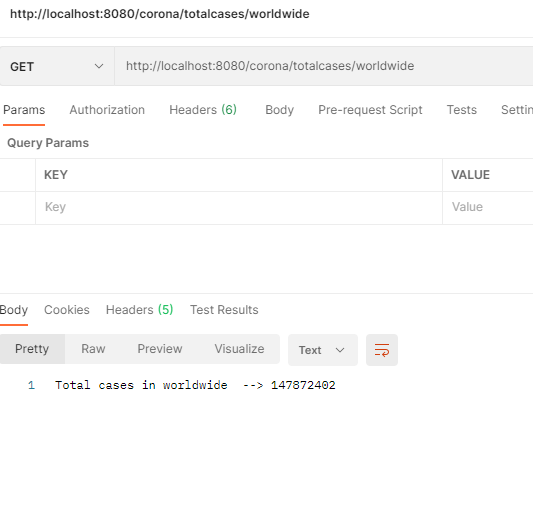 http://localhost:8080/corona/totalcases/worldwide
GET http://localhost:8080/corona/totalcases/worldwide
Params Authorization Headers (6) Body Pre-request Script Tests Settin
Query Params
KEY VALUE
Key Value
Body Cookies Headers (5) Test Results
Pretty Raw Preview Visualize Text
1 Total cases in worldwide  --> 147872402